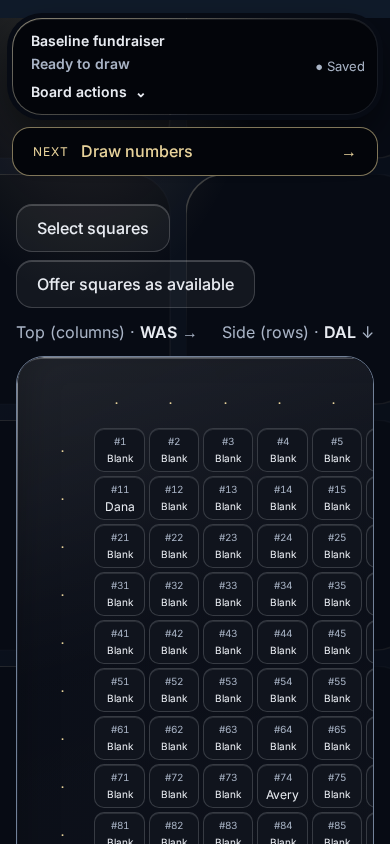 Baseline fundraiser
Ready to draw
● Saved
Board actions ⌄
NEXT Draw numbers →
Select squares
Offer squares as available
Top (columns) · WAS → Side (rows) · DAL ↓
· · · · ·
#1 #2 #3 #4 #5
· Blank Blank Blank Blank Blank
#11 #12 #13 #14 #15
· Dana Blank Blank Blank Blank
#21 #22 #23 #24 #25
· Blank Blank Blank Blank Blank
#31 #32 #33 #34 #35
· Blank Blank Blank Blank Blank
#41 #42 #43 #44 #45
· Blank Blank Blank Blank Blank
#51 #52 #53 #54 #55
· Blank Blank Blank Blank Blank
#61 #62 #63 #64 #65
· Blank Blank Blank Blank Blank
#71 #72 #73 #74 #75
· Blank Blank Blank Avery Blank
#81 #82 #83 #84 #85
· Blank Blank Blank Blank Blank